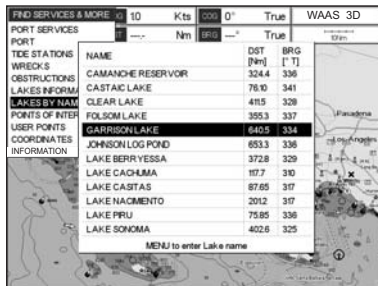 FIND SERVICES & MORE
10 Kts COG 0° True WAAS 3D
Nm BRG ---° True
PORT SERVICES
PORT
TIDE STATIONS
WRECKS
OBSTRUCTIONS
LAKES INFORMA
LAKES BY NAM
POINTS OF INTER
USER POINTS
COORDINATES
INFORMATION
NAME DST [Nm] BRG [° T]
CAMANCHE RESERVOIR 324.4 336
CASTAIC LAKE 76.10 341
CLEAR LAKE 411.5 328
FOLSOM LAKE 355.3 337
GARRISON LAKE 640.5 334
JOHNSON LOG POND 653.3 336
LAKE BERRYESSA 372.8 329
LAKE CACHUMA 117.7 310
LAKE CASITAS 87.65 317
LAKE NACIMENTO 201.2 317
LAKE PIRU 75.85 336
LAKE SONOMA 402.6 325
MENU to enter Lake name
Pasadena
Los Angeles